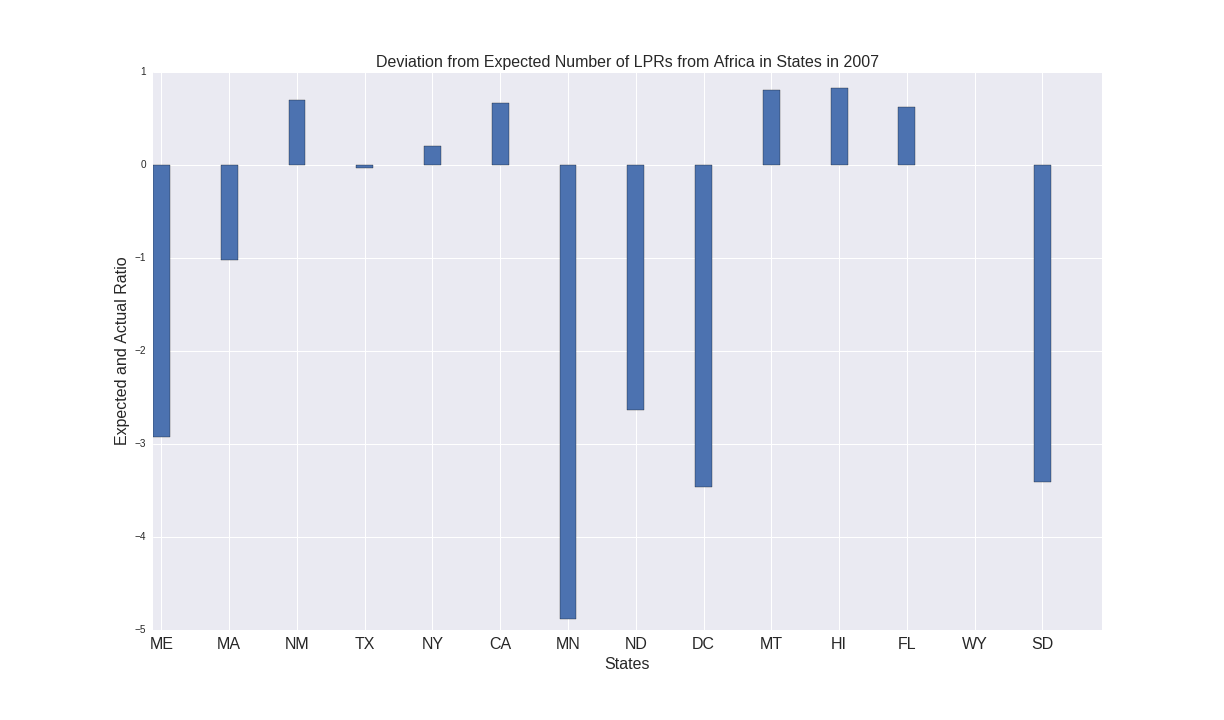 Deviation from Expected Number of LPRs from Africa in States in 2007
Expected and Actual Ratio
1
0
−1
−2
−3
−4
−5
ME MA NM TX NY CA MN ND DC MT HI FL WY SD
States